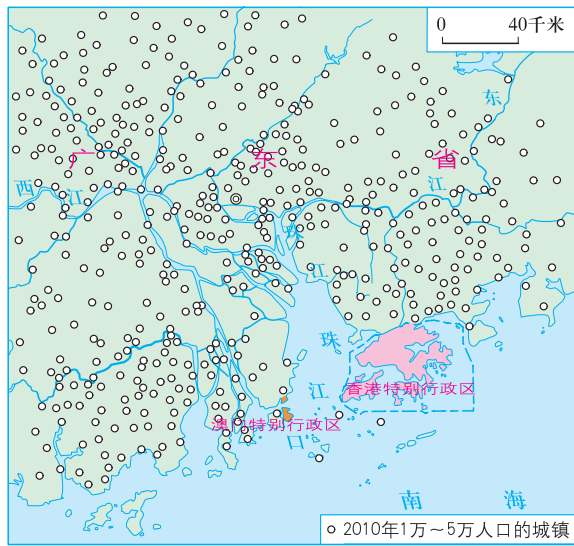 0 40千米
东
广东省
西江
江
珠江
珠江口
香港特别行政区
澳门特别行政区
南海
2010年1万～5万人口的城镇